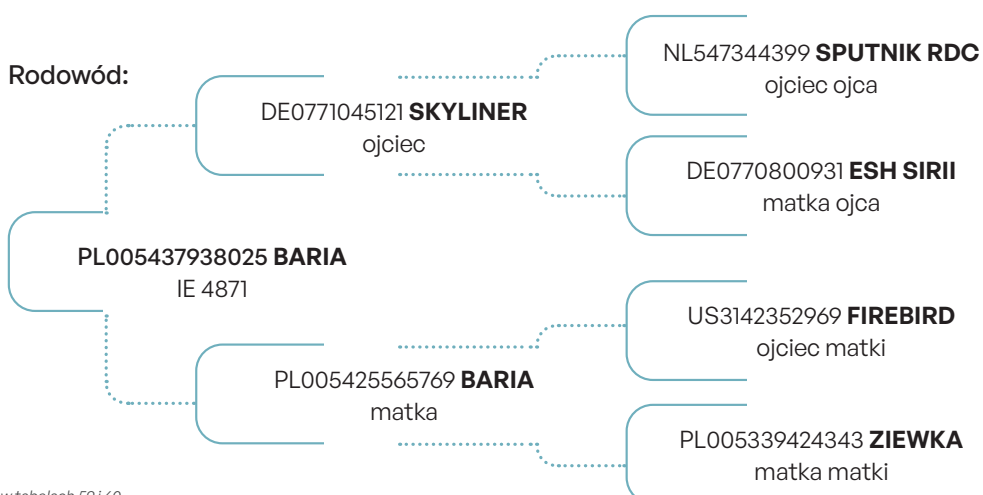 Rodowód:
NL547344399 SPUTNIK RDC
ojciec ojca
DE0771045121 SKYLINER
ojciec
DE0770800931 ESH SIRII
matka ojca
PL005437938025 BARIA
IE 4871
US3142352969 FIREBIRD
ojciec matki
PL005425565769 BARIA
matka
PL005339424343 ZIEWKA
matka matki